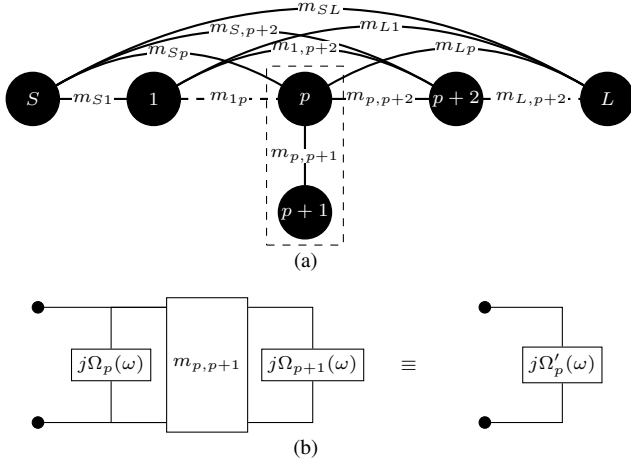 m_{SL}
m_{S,p+2} m_{L1}
m_{Sp} m_{1,p+2} m_{Lp}
S m_{S1} 1 m_{1p} p m_{p,p+2} p+2 m_{L,p+2} L
m_{p,p+1}
p+1
(a)
jΩ_p(ω) m_{p,p+1} jΩ_{p+1}(ω) ≡ jΩ′_p(ω)
(b)